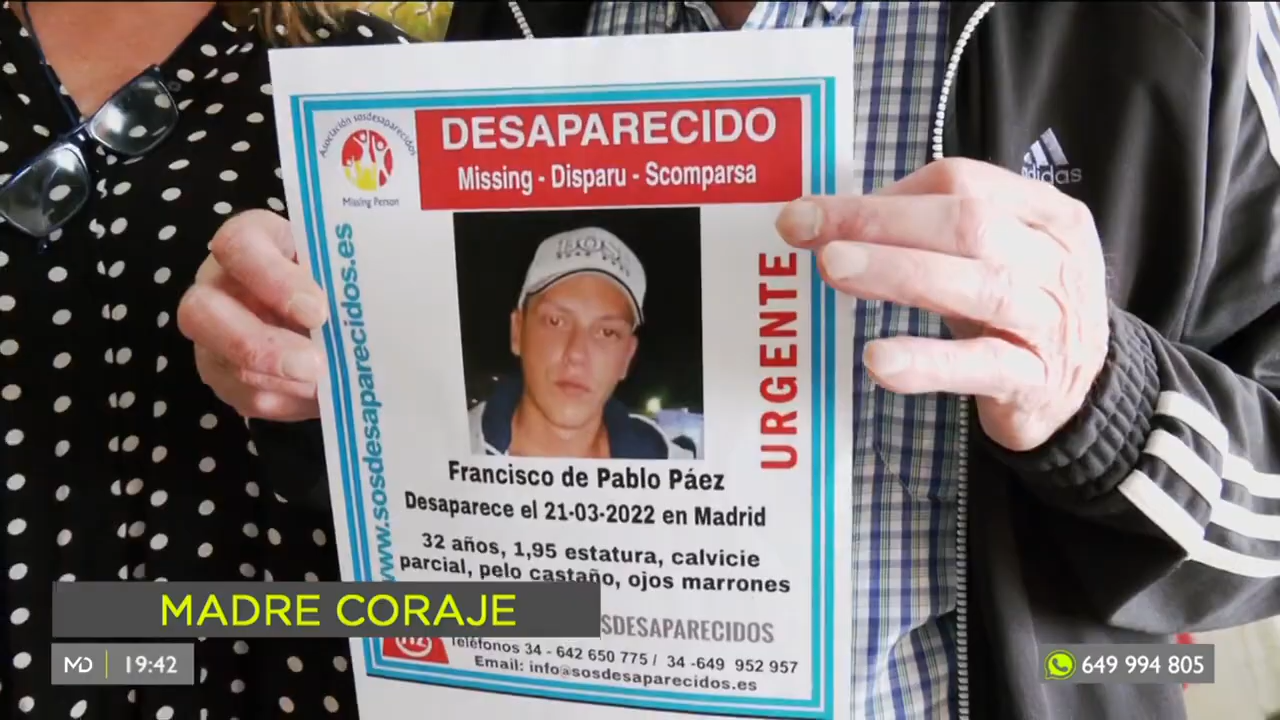 Asociación sosdesaparecidos
Missing Person
DESAPARECIDO
Missing - Disparu - Scomparsa
www.sosdesaparecidos.es
BOSS
URGENTE
adidas
Francisco de Pablo Páez
Desaparece el 21-03-2022 en Madrid
32 años, 1,95 estatura, calvicie
parcial, pelo castaño, ojos marrones
SDESAPARECIDOS
Teléfonos 34 - 642 650 775 / 34 -649 952 957
Email: info@sosdesaparecidos.es
MADRE CORAJE
MD 19:42
649 994 805